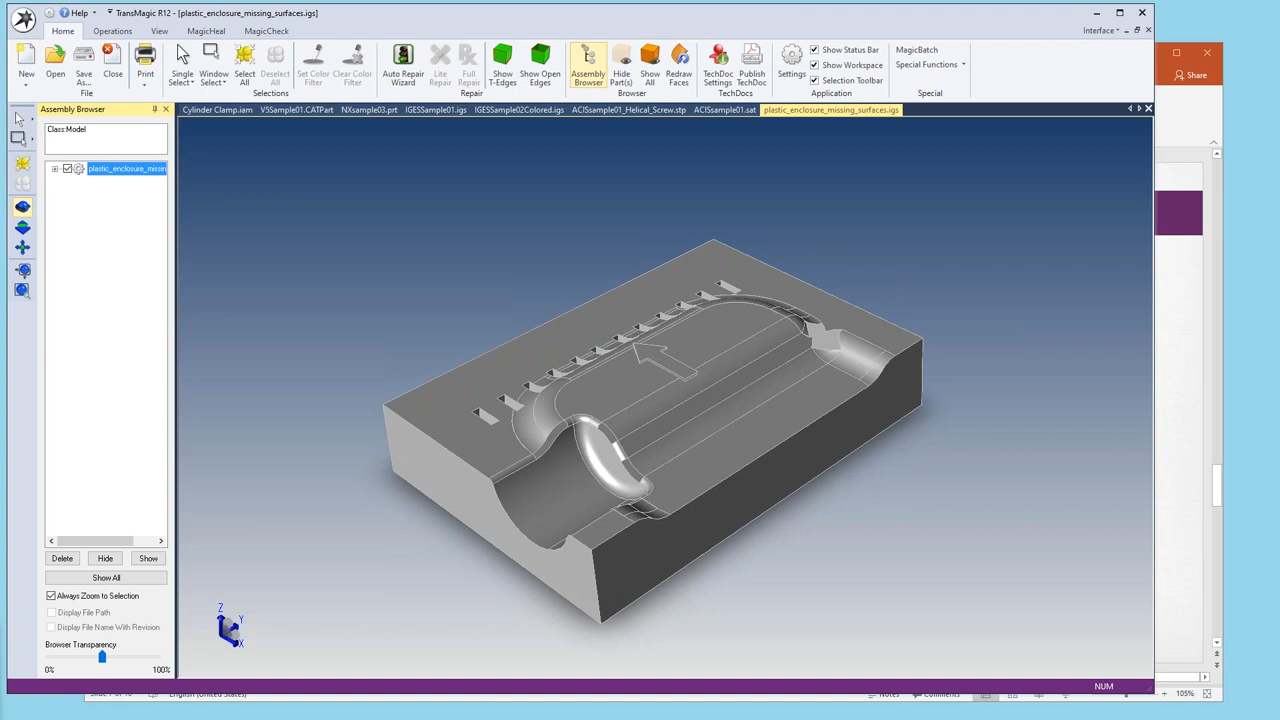 Help TransMagic R12 - [plastic_enclosure_missing_surfaces.igs]
Home Operations View MagicHeal MagicCheck Interface
New Open Save As... Close Print Single Select Window Select Select All Deselect All Set Color Filter Clear Color Filter Auto Repair Wizard Lite Repair Full Repair Show T-Edges Show Open Edges Assembly Browser Hide Part(s) Show All Redraw Faces TechDoc Settings Publish TechDoc Settings
Show Status Bar
Show Workspace
Selection Toolbar
MagicBatch
Special Functions
Share
File Selections Repair Browser TechDocs Application Special
Assembly Browser
Cylinder Clamp.iam V5Sample01.CATPart NXsample03.prt IGESSample01.igs IGESSample02Colored.igs ACISsample01_Helical_Screw.stp ACISsample01.sat plastic_enclosure_missing_surfaces.igs
Class:Model
plastic_enclosure_missin
Delete Hide Show
Show All
Always Zoom to Selection
Display File Path
Display File Name With Revision
Browser Transparency
0% 100%
Z
Y
X
NUM
English (United States) Notes Comments 105%